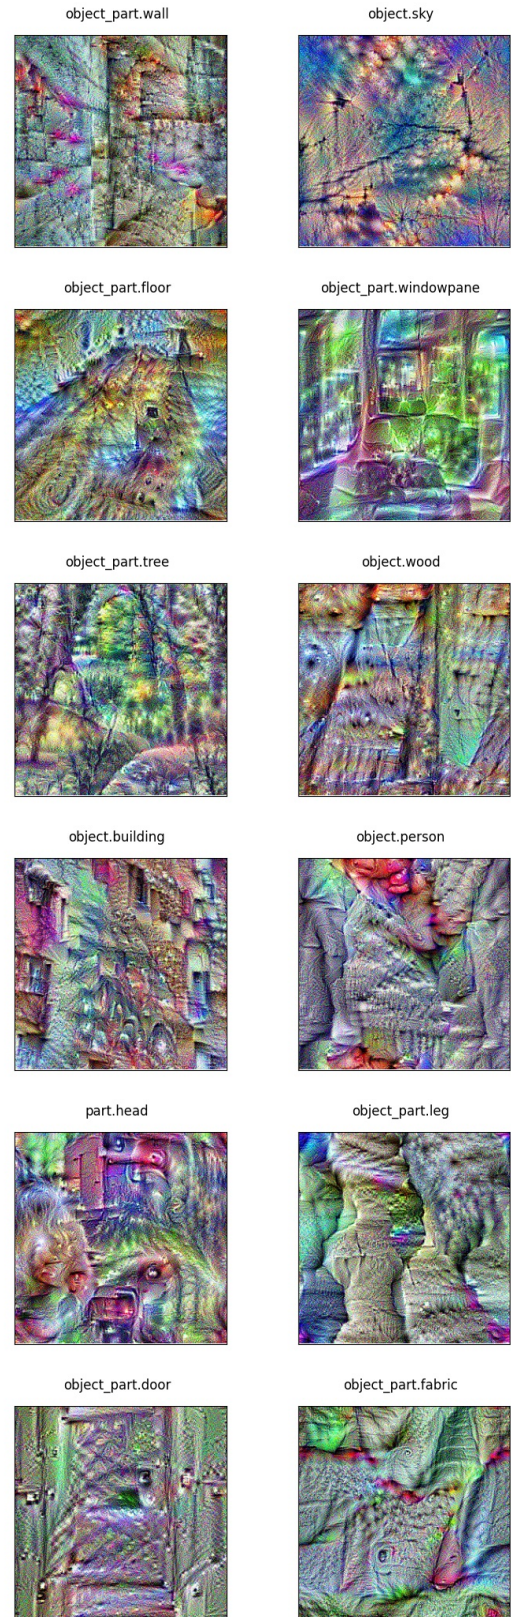 object_part.wall
object.sky
object_part.floor
object_part.windowpane
object_part.tree
object.wood
object.building
object.person
part.head
object_part.leg
object_part.door
object_part.fabric